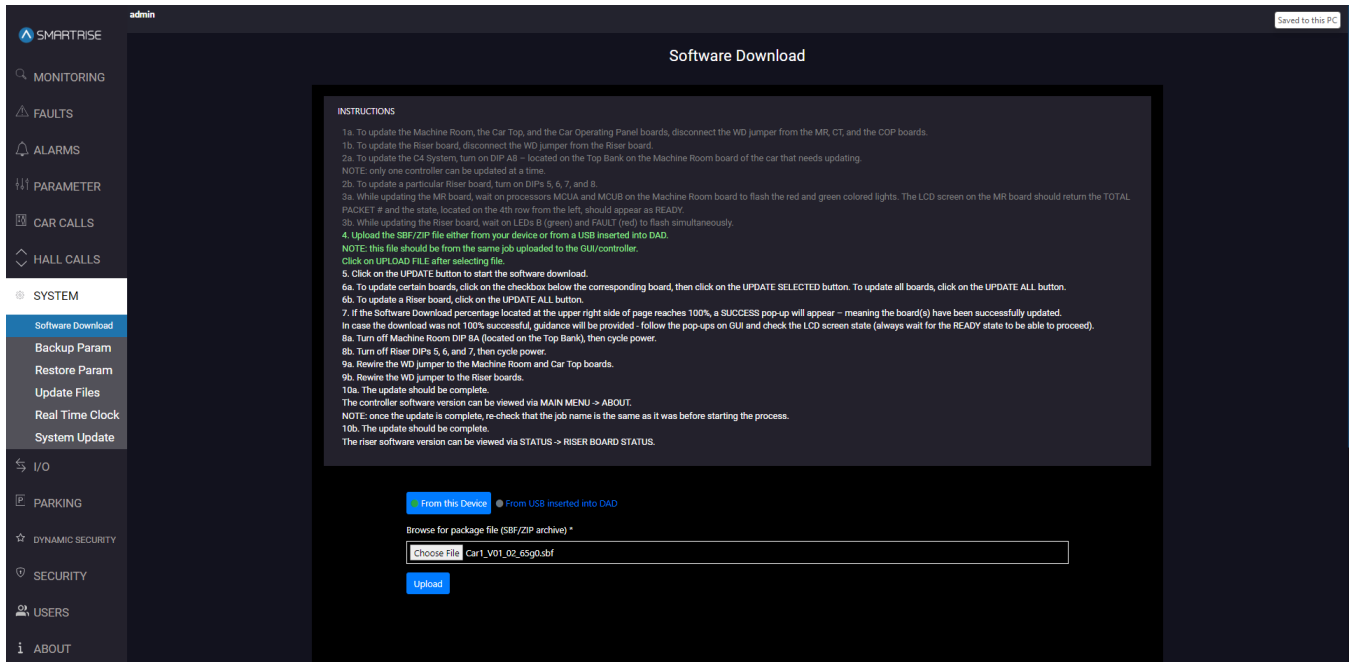 admin
Saved to this PC
SMARTRISE
MONITORING
FAULTS
ALARMS
PARAMETER
CAR CALLS
HALL CALLS
SYSTEM
Software Download
Backup Param
Restore Param
Update Files
Real Time Clock
System Update
I/O
PARKING
DYNAMIC SECURITY
SECURITY
USERS
ABOUT
Software Download
INSTRUCTIONS
1a. To update the Machine Room, the Car Top, and the Car Operating Panel boards, disconnect the WD jumper from the MR, CT, and the COP boards.
1b. To update the Riser board, disconnect the WD jumper from the Riser board.
2a. To update the C4 System, turn on DIP A8 – located on the Top Bank on the Machine Room board of the car that needs updating.
NOTE: only one controller can be updated at a time.
2b. To update a particular Riser board, turn on DIPs 5, 6, 7, and 8.
3a. While updating the MR board, wait on processors MCUA and MCUB on the Machine Room board to flash the red and green colored lights. The LCD screen on the MR board should return the TOTAL
PACKET # and the state, located on the 4th row from the left, should appear as READY.
3b. While updating the Riser board, wait on LEDs B (green) and FAULT (red) to flash simultaneously.
4. Upload the SBF/ZIP file either from your device or from a USB inserted into DAD.
NOTE: this file should be from the same job uploaded to the GUI/controller.
Click on UPLOAD FILE after selecting file.
5. Click on the UPDATE button to start the software download.
6a. To update certain boards, click on the checkbox below the corresponding board, then click on the UPDATE SELECTED button. To update all boards, click on the UPDATE ALL button.
6b. To update a Riser board, click on the UPDATE ALL button.
7. If the Software Download percentage located at the upper right side of page reaches 100%, a SUCCESS pop-up will appear – meaning the board(s) have been successfully updated.
In case the download was not 100% successful, guidance will be provided - follow the pop-ups on GUI and check the LCD screen state (always wait for the READY state to be able to proceed).
8a. Turn off Machine Room DIP 8A (located on the Top Bank), then cycle power.
8b. Turn off Riser DIPs 5, 6, and 7, then cycle power.
9a. Rewire the WD jumper to the Machine Room and Car Top boards.
9b. Rewire the WD jumper to the Riser boards.
10a. The update should be complete.
The controller software version can be viewed via MAIN MENU -> ABOUT.
NOTE: once the update is complete, re-check that the job name is the same as it was before starting the process.
10b. The update should be complete.
The riser software version can be viewed via STATUS -> RISER BOARD STATUS.
From this Device From USB inserted into DAD
Browse for package file (SBF/ZIP archive) *
Choose File Car1_V01_02_65g0.sbf
Upload